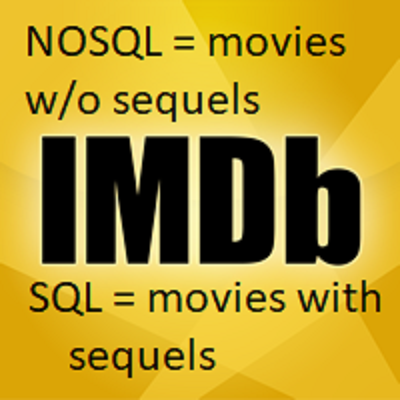 NOSQL = movies
w/o sequels
IMDb
SQL = movies with
sequels